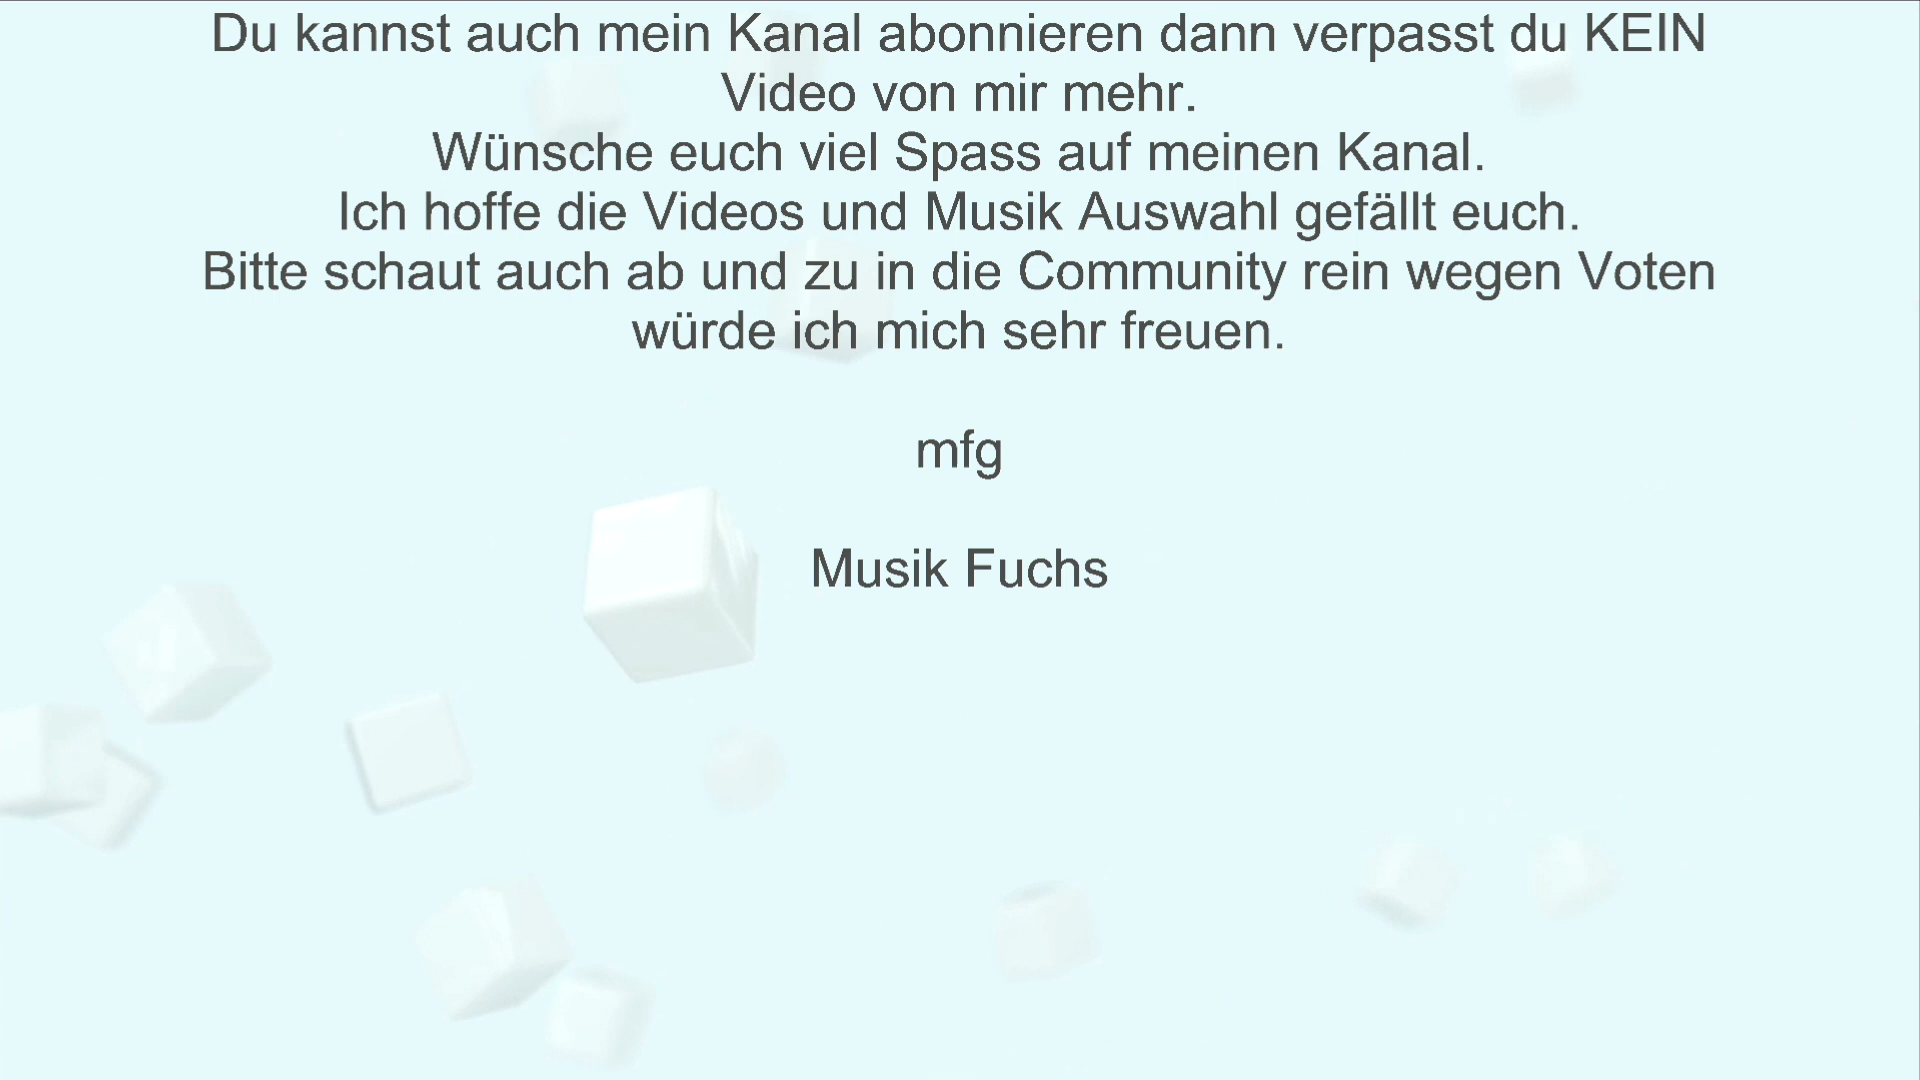 Du kannst auch mein Kanal abonnieren dann verpasst du KEIN
Video von mir mehr.
Wünsche euch viel Spass auf meinen Kanal.
Ich hoffe die Videos und Musik Auswahl gefällt euch.
Bitte schaut auch ab und zu in die Community rein wegen Voten
würde ich mich sehr freuen.
mfg
Musik Fuchs